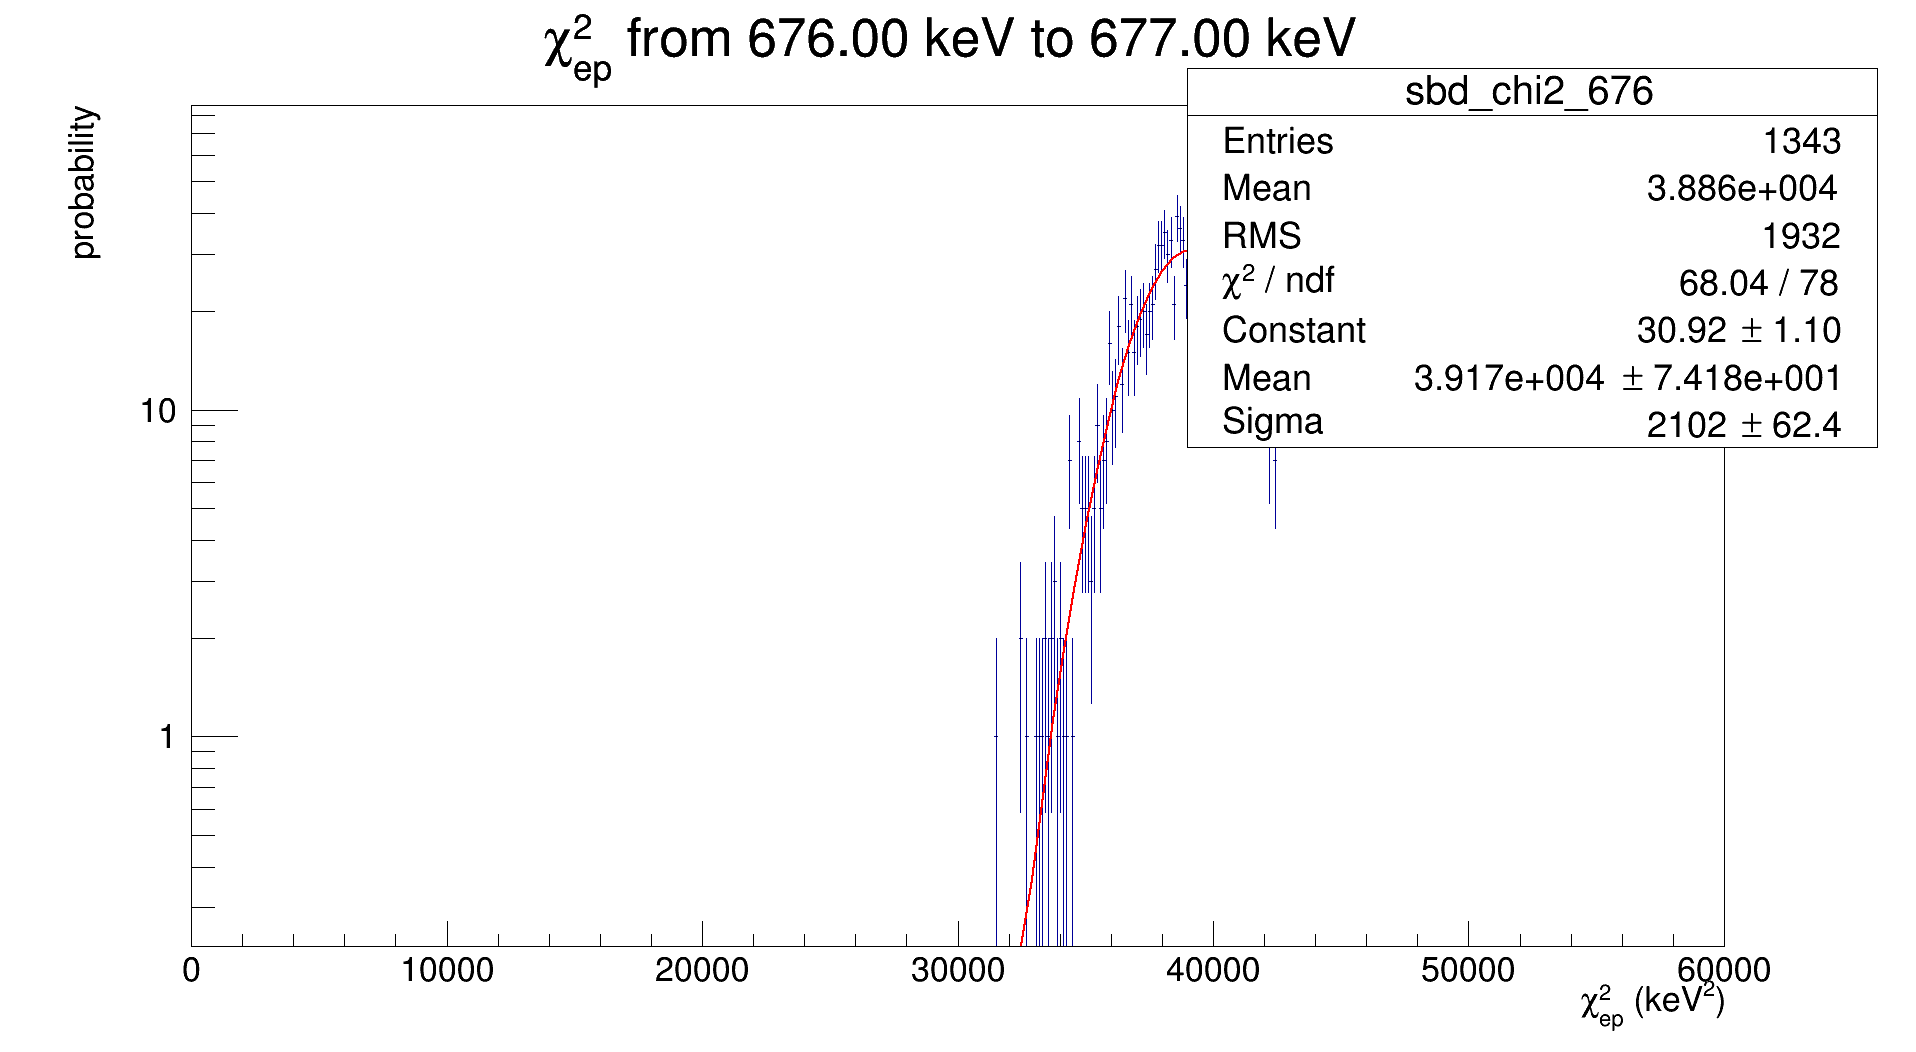 χ²ep from 676.00 keV to 677.00 keV
probability
sbd_chi2_676
Entries 1343
Mean 3.886e+004
RMS 1932
χ² / ndf 68.04 / 78
Constant 30.92 ± 1.10
Mean 3.917e+004 ± 7.418e+001
Sigma 2102 ± 62.4
10
1
0 10000 20000 30000 40000 50000 60000
χ²ep (keV²)